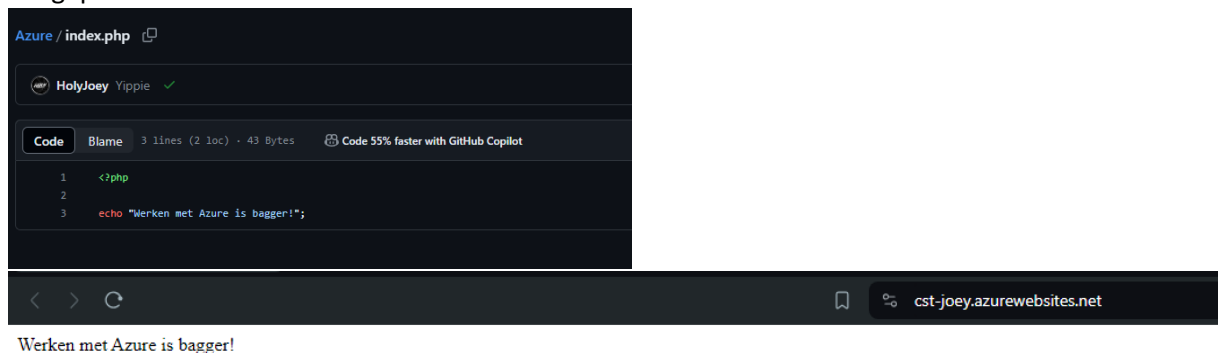 Azure / index.php
HolyJoey Yippie
Code Blame 3 lines (2 loc) · 43 Bytes Code 55% faster with GitHub Copilot
1 <?php
2
3 echo "Werken met Azure is bagger!";
cst-joey.azurewebsites.net
Werken met Azure is bagger!